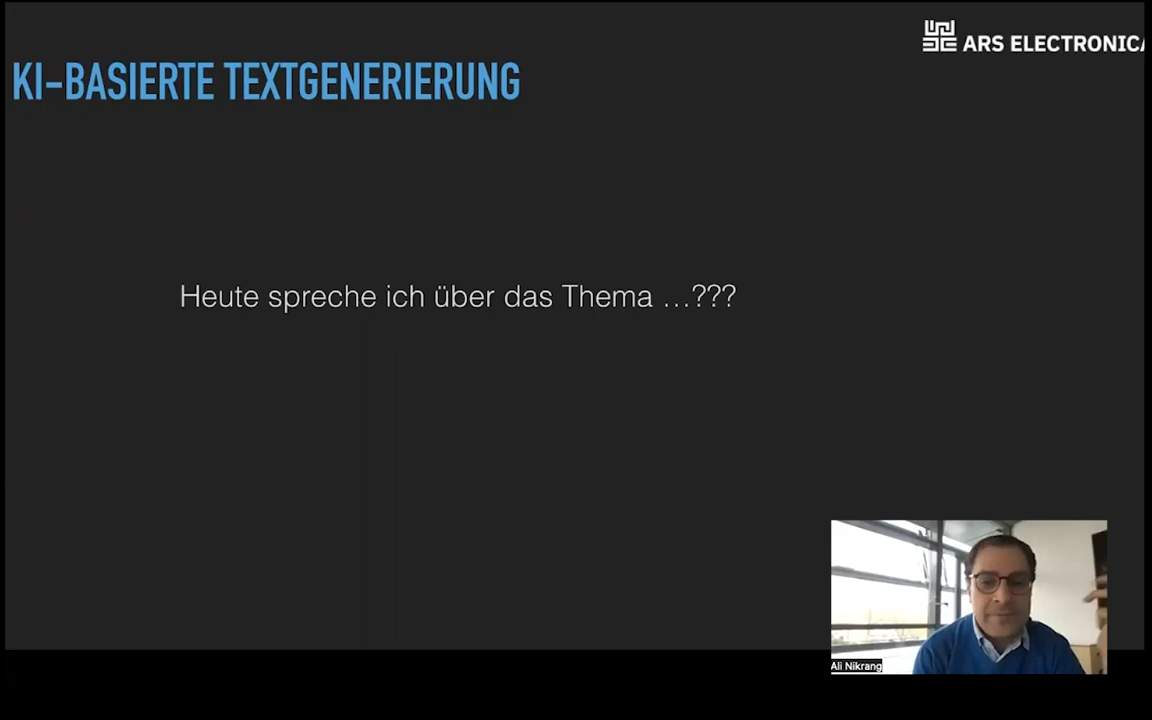 ARS ELECTRONICA
KI-BASIERTE TEXTGENERIERUNG
Heute spreche ich über das Thema ...???
Ali Nikrang